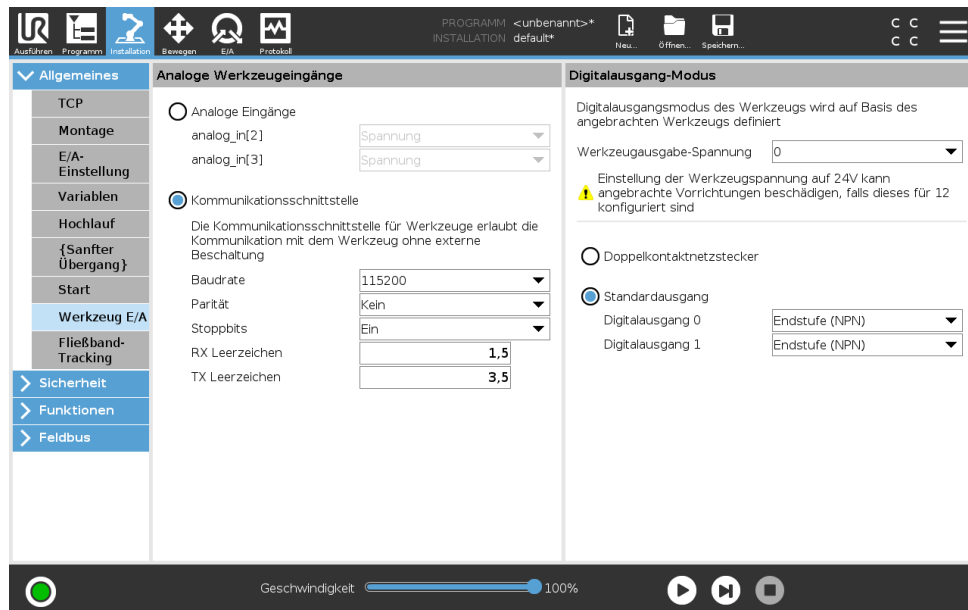 UR
Ausführen
Programm
Installation
Bewegen
E/A
Protokoll
PROGRAMM <unbenannt>*
INSTALLATION default*
Neu...
Öffnen...
Speichern...
C C
C C
Allgemeines
TCP
Montage
E/A-
Einstellung
Variablen
Hochlauf
{Sanfter
Übergang}
Start
Werkzeug E/A
Fließband-
Tracking
Sicherheit
Funktionen
Feldbus
Analoge Werkzeugeingänge
Analoge Eingänge
analog_in[2] Spannung
analog_in[3] Spannung
Kommunikationsschnittstelle
Die Kommunikationsschnittstelle für Werkzeuge erlaubt die
Kommunikation mit dem Werkzeug ohne externe
Beschaltung
Baudrate 115200
Parität Kein
Stoppbits Ein
RX Leerzeichen 1,5
TX Leerzeichen 3,5
Digitalausgang-Modus
Digitalausgangsmodus des Werkzeugs wird auf Basis des
angebrachten Werkzeugs definiert
Werkzeugausgabe-Spannung 0
Einstellung der Werkzeugspannung auf 24V kann
angebrachte Vorrichtungen beschädigen, falls dieses für 12
konfiguriert sind
Doppelkontaktnetzstecker
Standardausgang
Digitalausgang 0 Endstufe (NPN)
Digitalausgang 1 Endstufe (NPN)
Geschwindigkeit 100%